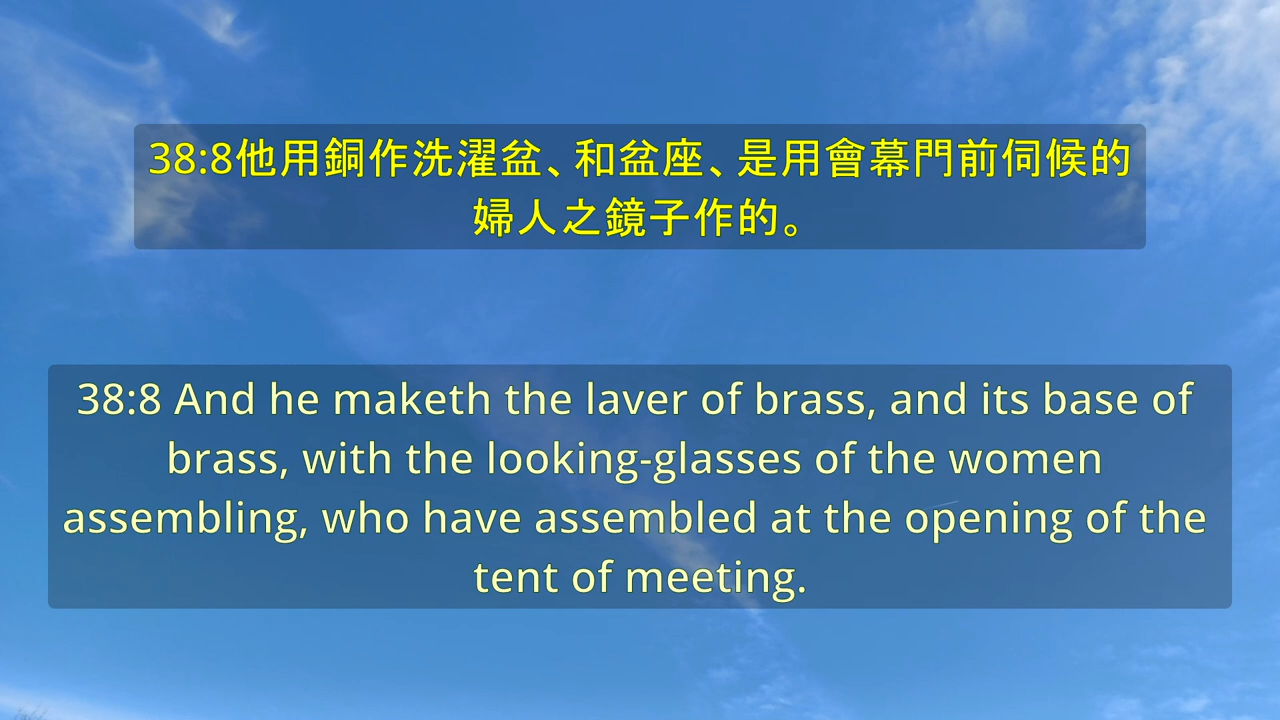 38:8他用銅作洗濯盆、和盆座、是用會幕門前伺候的
婦人之鏡子作的。
38:8 And he maketh the laver of brass, and its base of
brass, with the looking-glasses of the women
assembling, who have assembled at the opening of the
tent of meeting.